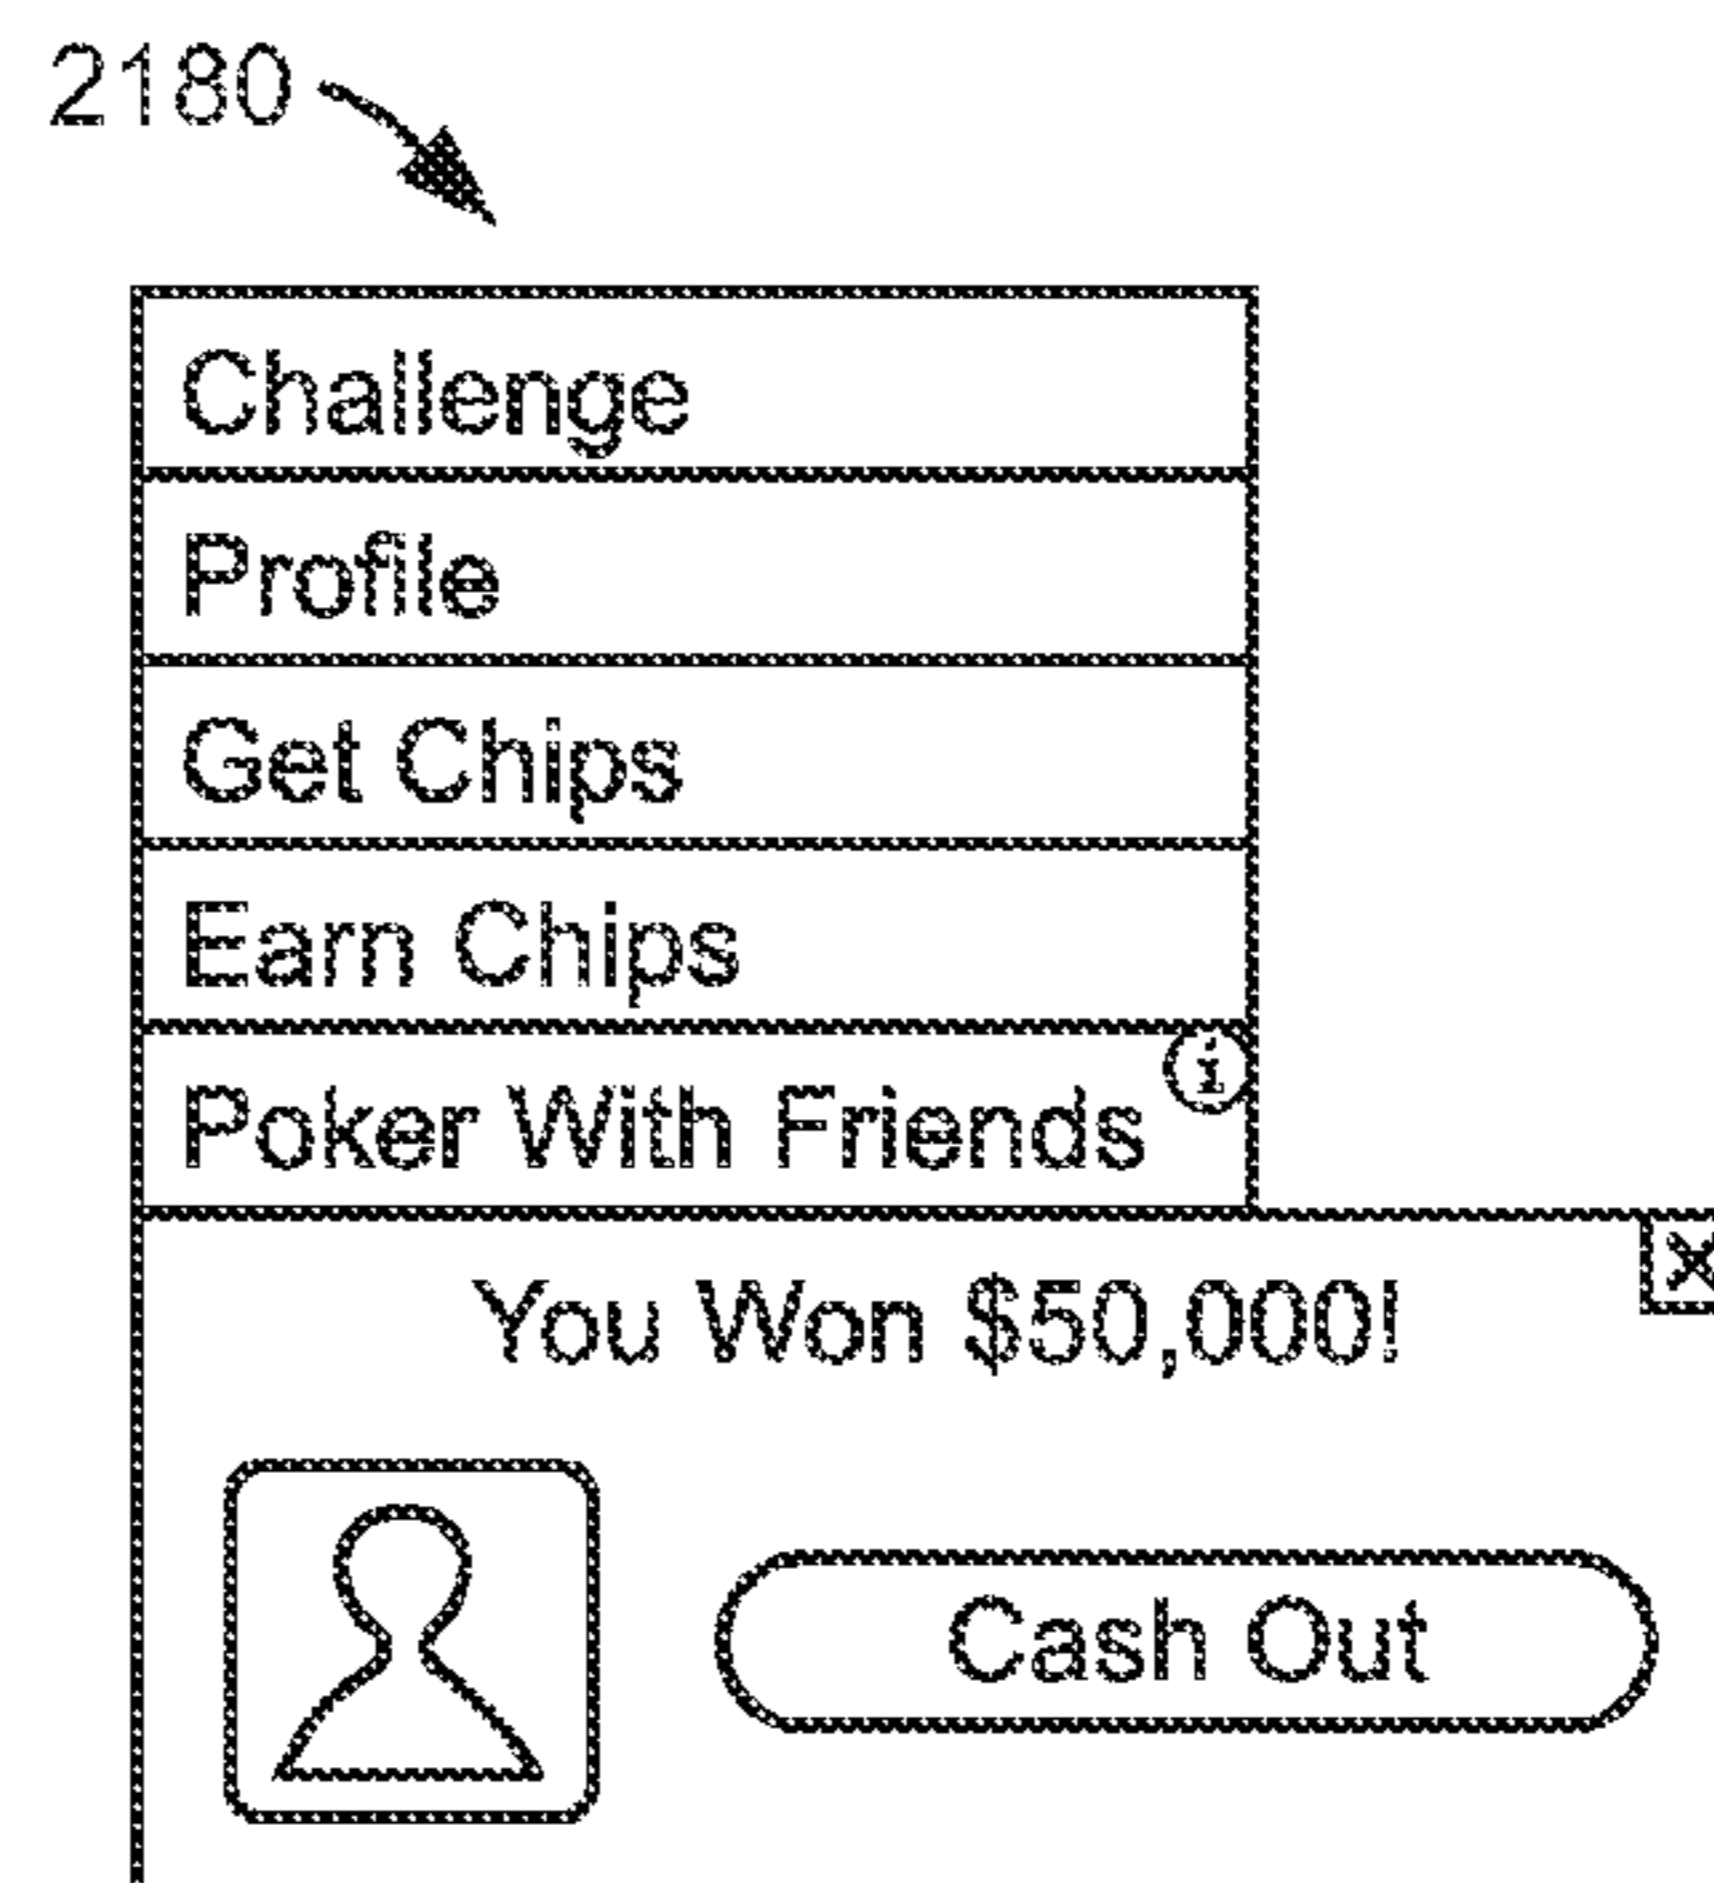 2180
Challenge
Profile
Get Chips
Earn Chips
i
Poker With Friends
X
You Won $50,000!
Cash Out